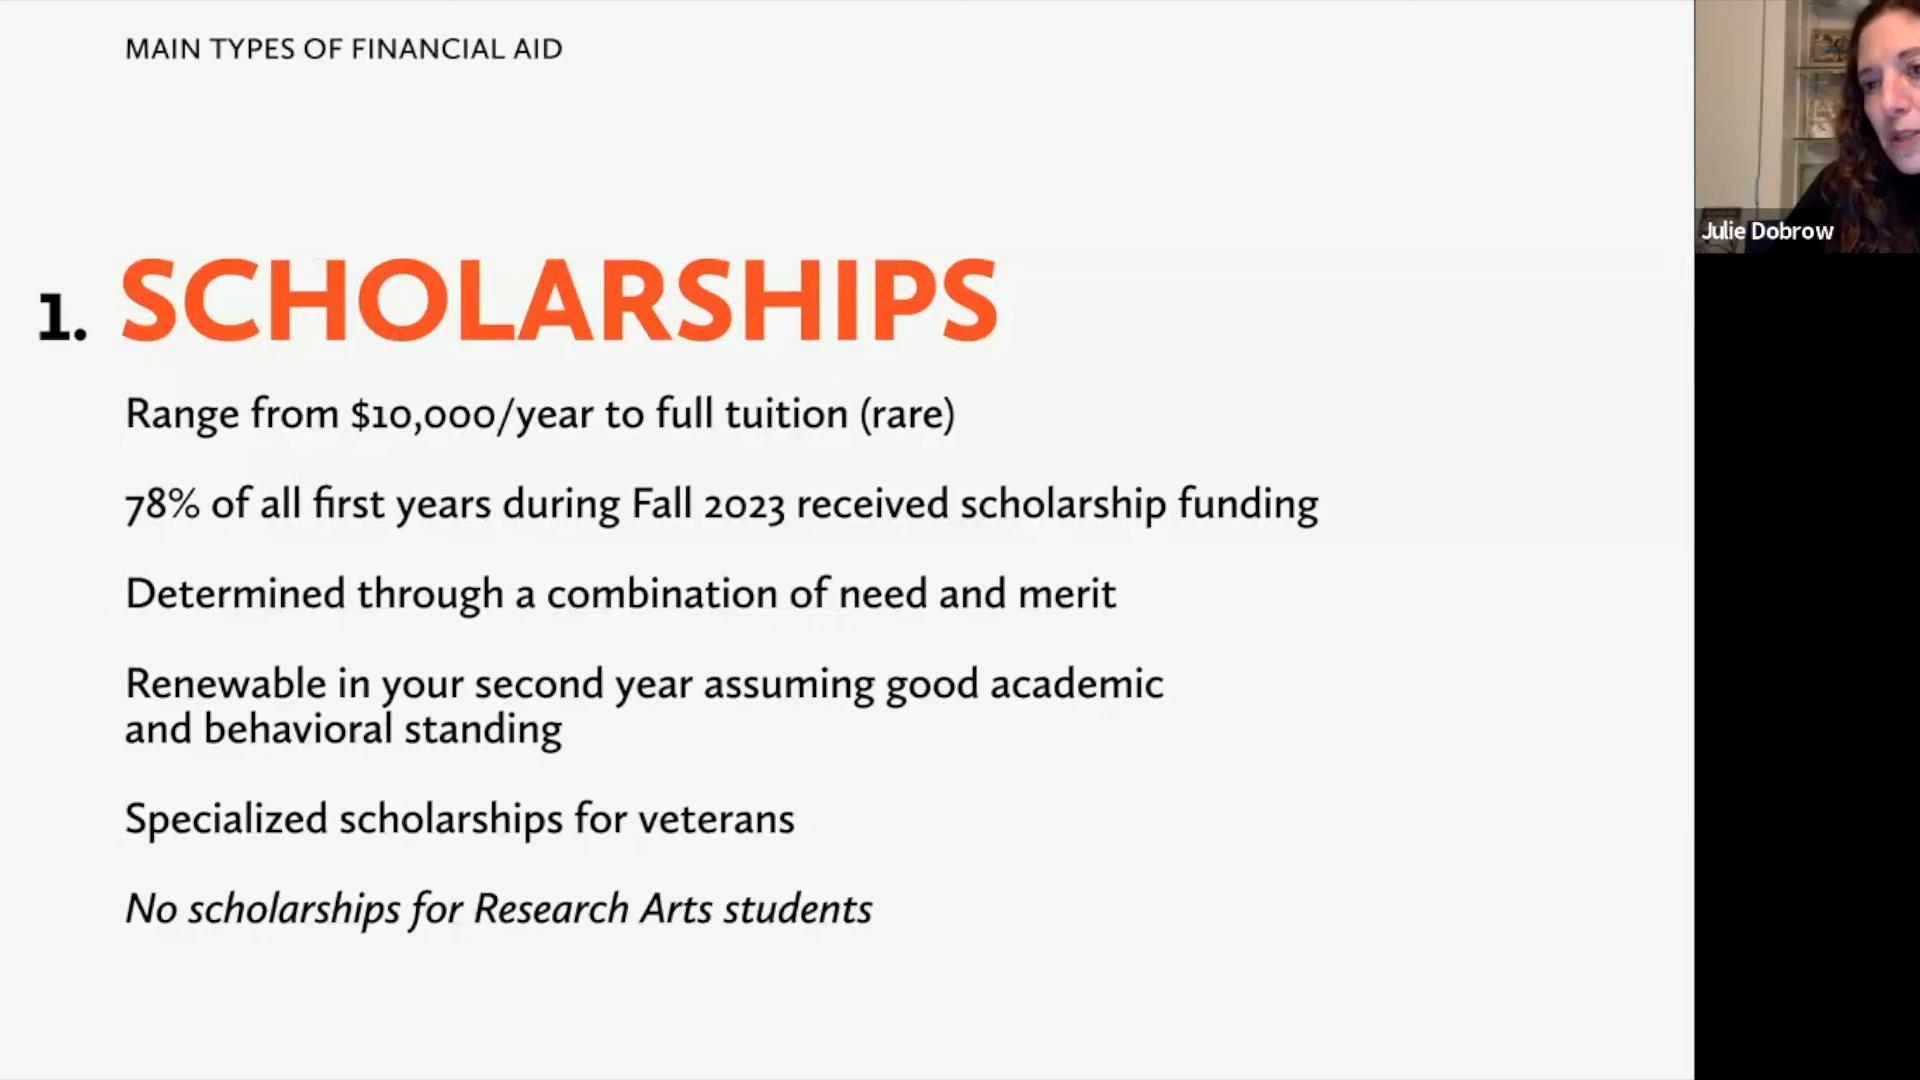 MAIN TYPES OF FINANCIAL AID
1. SCHOLARSHIPS
Range from $10,000/year to full tuition (rare)
78% of all first years during Fall 2023 received scholarship funding
Determined through a combination of need and merit
Renewable in your second year assuming good academic
and behavioral standing
Specialized scholarships for veterans
No scholarships for Research Arts students
Julie Dobrow